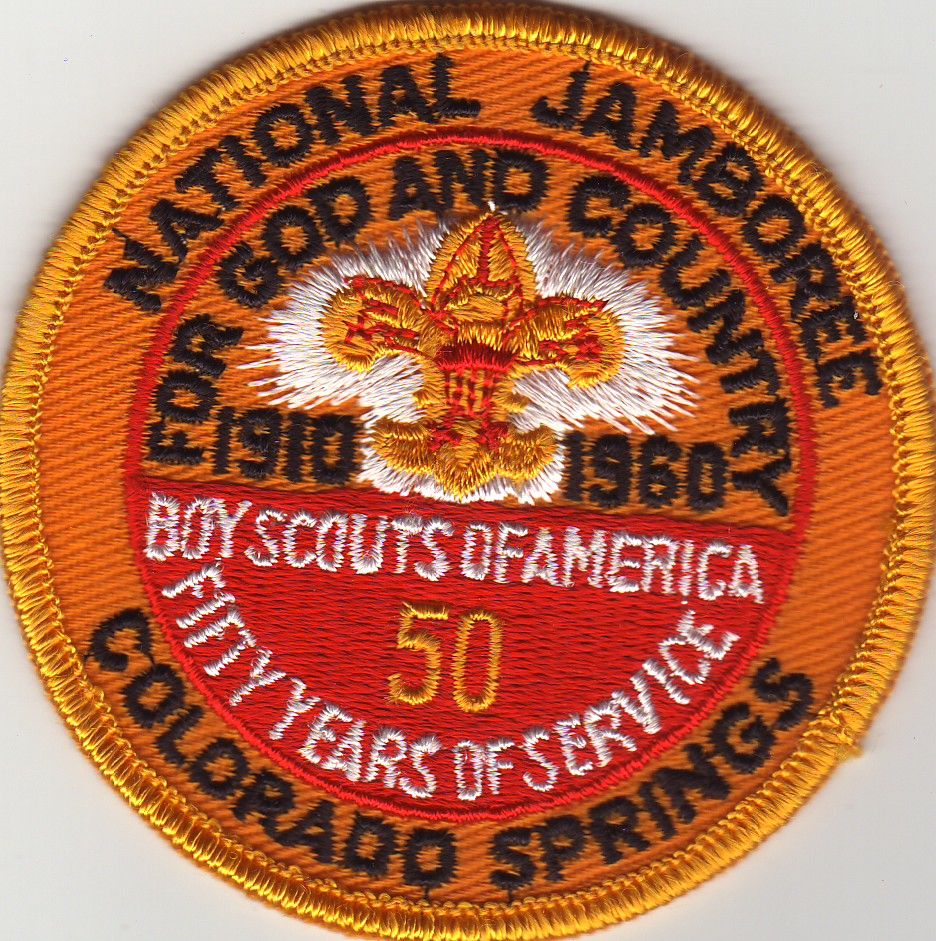 NATIONAL JAMBOREE
FOR GOD AND COUNTRY
1910 1960
BOY SCOUTS OF AMERICA
50
FIFTY YEARS OF SERVICE
COLORADO SPRINGS